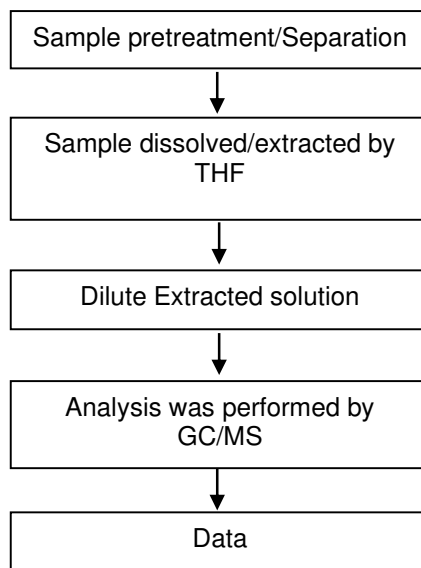 Sample pretreatment/Separation
Sample dissolved/extracted by
THF
Dilute Extracted solution
Analysis was performed by
GC/MS
Data